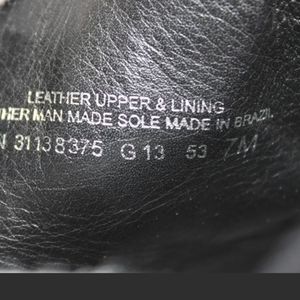 LEATHER UPPER & LINING
MAN MADE SOLE MADE IN BRAZIL
31138375 G 13 53 7M